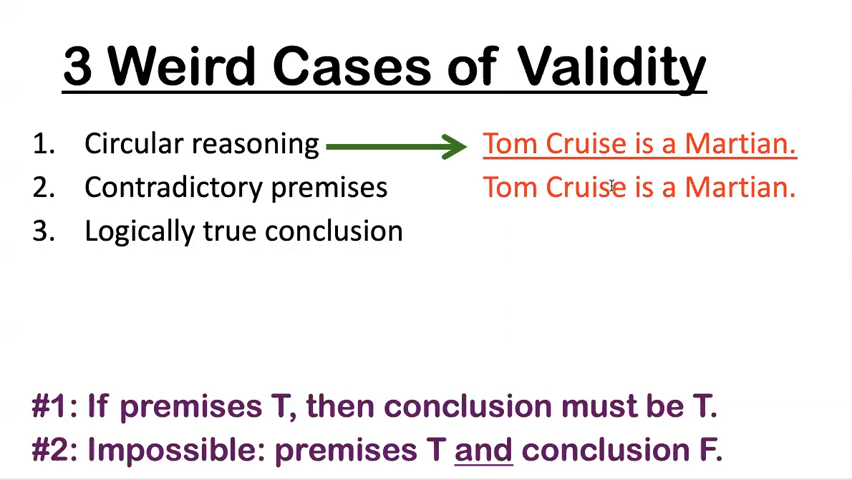 3 Weird Cases of Validity
1. Circular reasoning
Tom Cruise is a Martian.
2. Contradictory premises
Tom Cruise is a Martian.
3. Logically true conclusion
#1: If premises T, then conclusion must be T.
#2: Impossible: premises T and conclusion F.